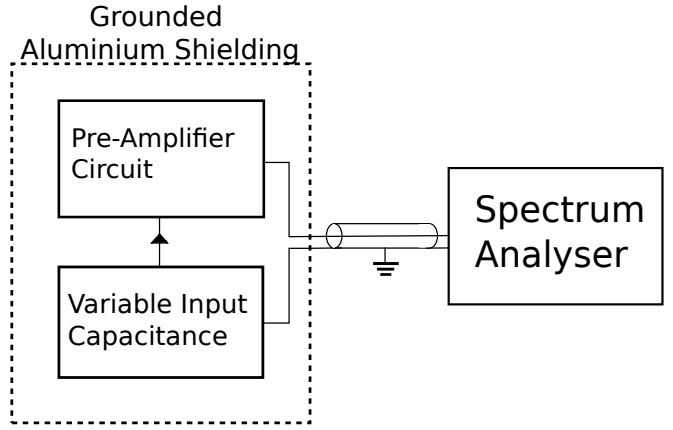 Grounded
Aluminium Shielding
Pre-Amplifier
Circuit
Variable Input
Capacitance
Spectrum
Analyser